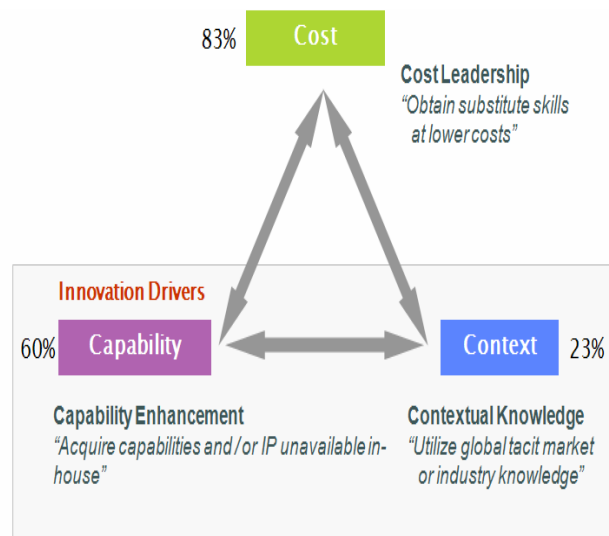 83%
Cost
Cost Leadership
“Obtain substitute skills
at lower costs”
Innovation Drivers
60%
Capability
Context
23%
Capability Enhancement
“Acquire capabilities and / or IP unavailable in-
house”
Contextual Knowledge
“Utilize global tacit market
or industry knowledge”